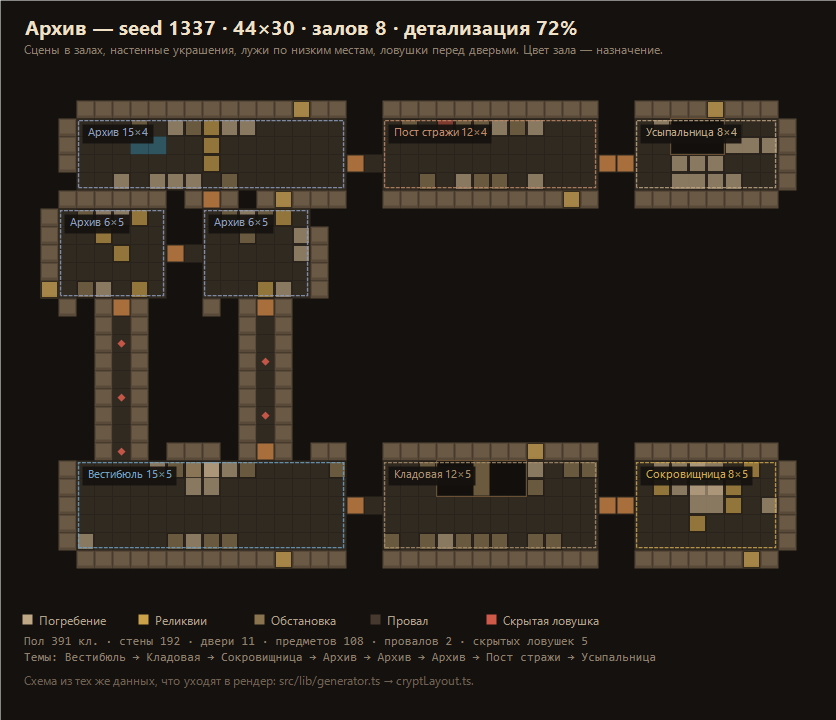 Архив — seed 1337 · 44×30 · залов 8 · детализация 72%
Сцены в залах, настенные украшения, лужи по низким местам, ловушки перед дверьми. Цвет зала — назначение.
Архив 15×4
Пост стражи 12×4
Усыпальница 8×4
Архив 6×5
Архив 6×5
Вестибюль 15×5
Кладовая 12×5
Сокровищница 8×5
Погребение
Реликвии
Обстановка
Провал
Скрытая ловушка
Пол 391 кл. · стены 192 · двери 11 · предметов 108 · провалов 2 · скрытых ловушек 5
Темы: Вестибюль → Кладовая → Сокровищница → Архив → Архив → Архив → Пост стражи → Усыпальница
Схема из тех же данных, что уходят в рендер: src/lib/generator.ts → cryptLayout.ts.